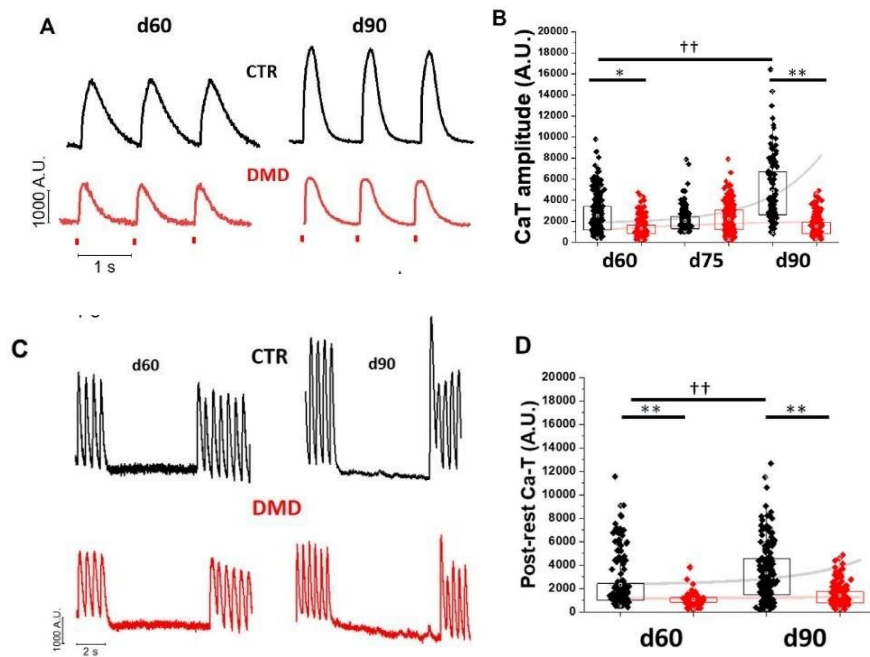 A
d60
d90
CTR
DMD
1000 A.U.
1 s
B
CaT amplitude (A.U.)
20000
18000
16000
14000
12000
10000
8000
6000
4000
2000
0
††
*
**
d60
d75
d90
C
d60
CTR
d90
DMD
1000 A.U.
2 s
D
Post-rest Ca-T (A.U.)
20000
18000
16000
14000
12000
10000
8000
6000
4000
2000
0
††
**
**
d60
d90